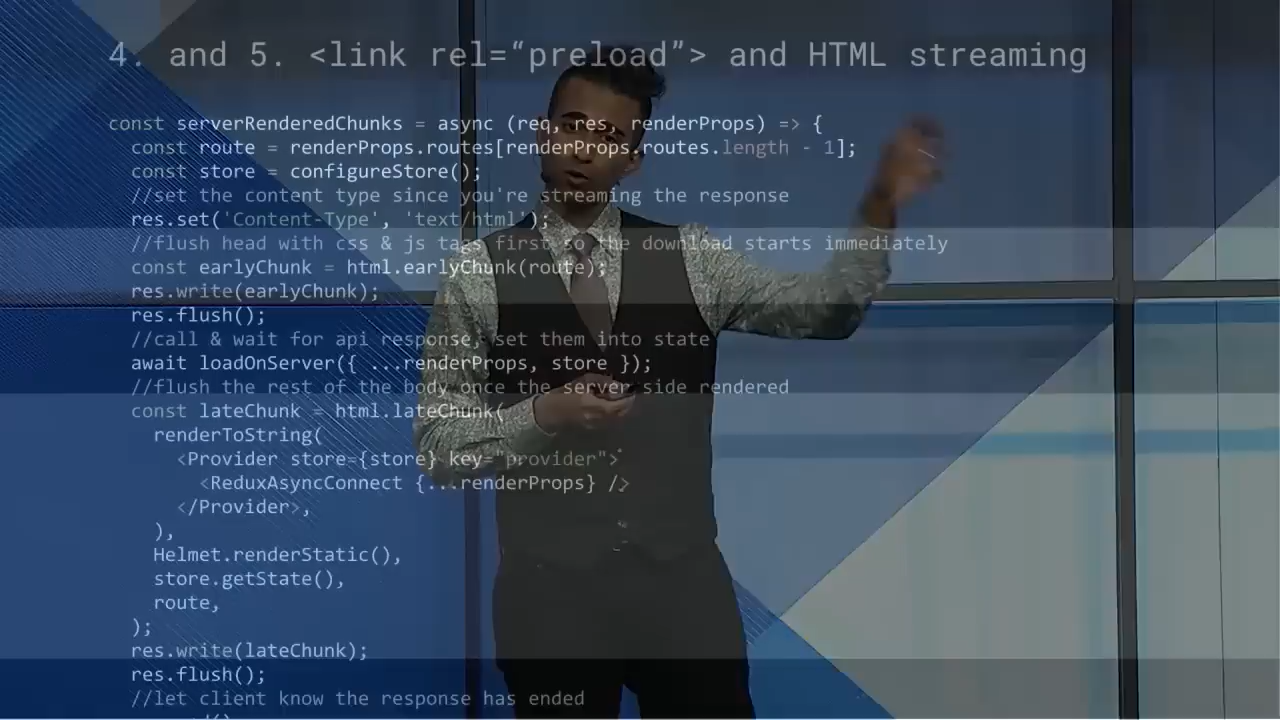 4. and 5. <link rel=“preload”> and HTML streaming
const serverRenderedChunks = async (req, res, renderProps) => {
const route = renderProps.routes[renderProps.routes.length - 1];
const store = configureStore();
//set the content type since you're streaming the response
res.set('Content-Type', 'text/html');
//flush head with css & js tags first so the download starts immediately
const earlyChunk = html.earlyChunk(route);
res.write(earlyChunk);
res.flush();
//call & wait for api response, set them into state
await loadOnServer({ ...renderProps, store });
//flush the rest of the body once the server side rendered
const lateChunk = html.lateChunk(
renderToString(
<Provider store={store} key="provider">
<ReduxAsyncConnect {...renderProps} />
</Provider>,
),
Helmet.renderStatic(),
store.getState(),
route,
);
res.write(lateChunk);
res.flush();
//let client know the response has ended